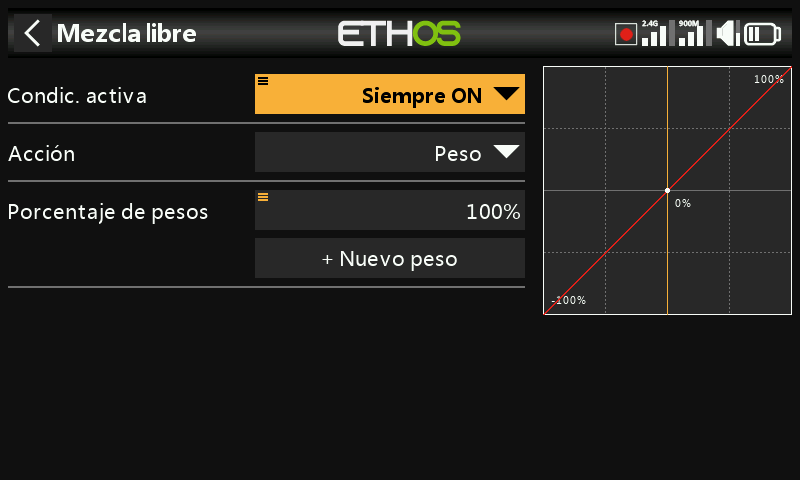 Mezcla libre
ETHOS
2.4G
900M
Condic. activa
Siempre ON
Acción
Peso
Porcentaje de pesos
100%
+ Nuevo peso
100%
0%
-100%